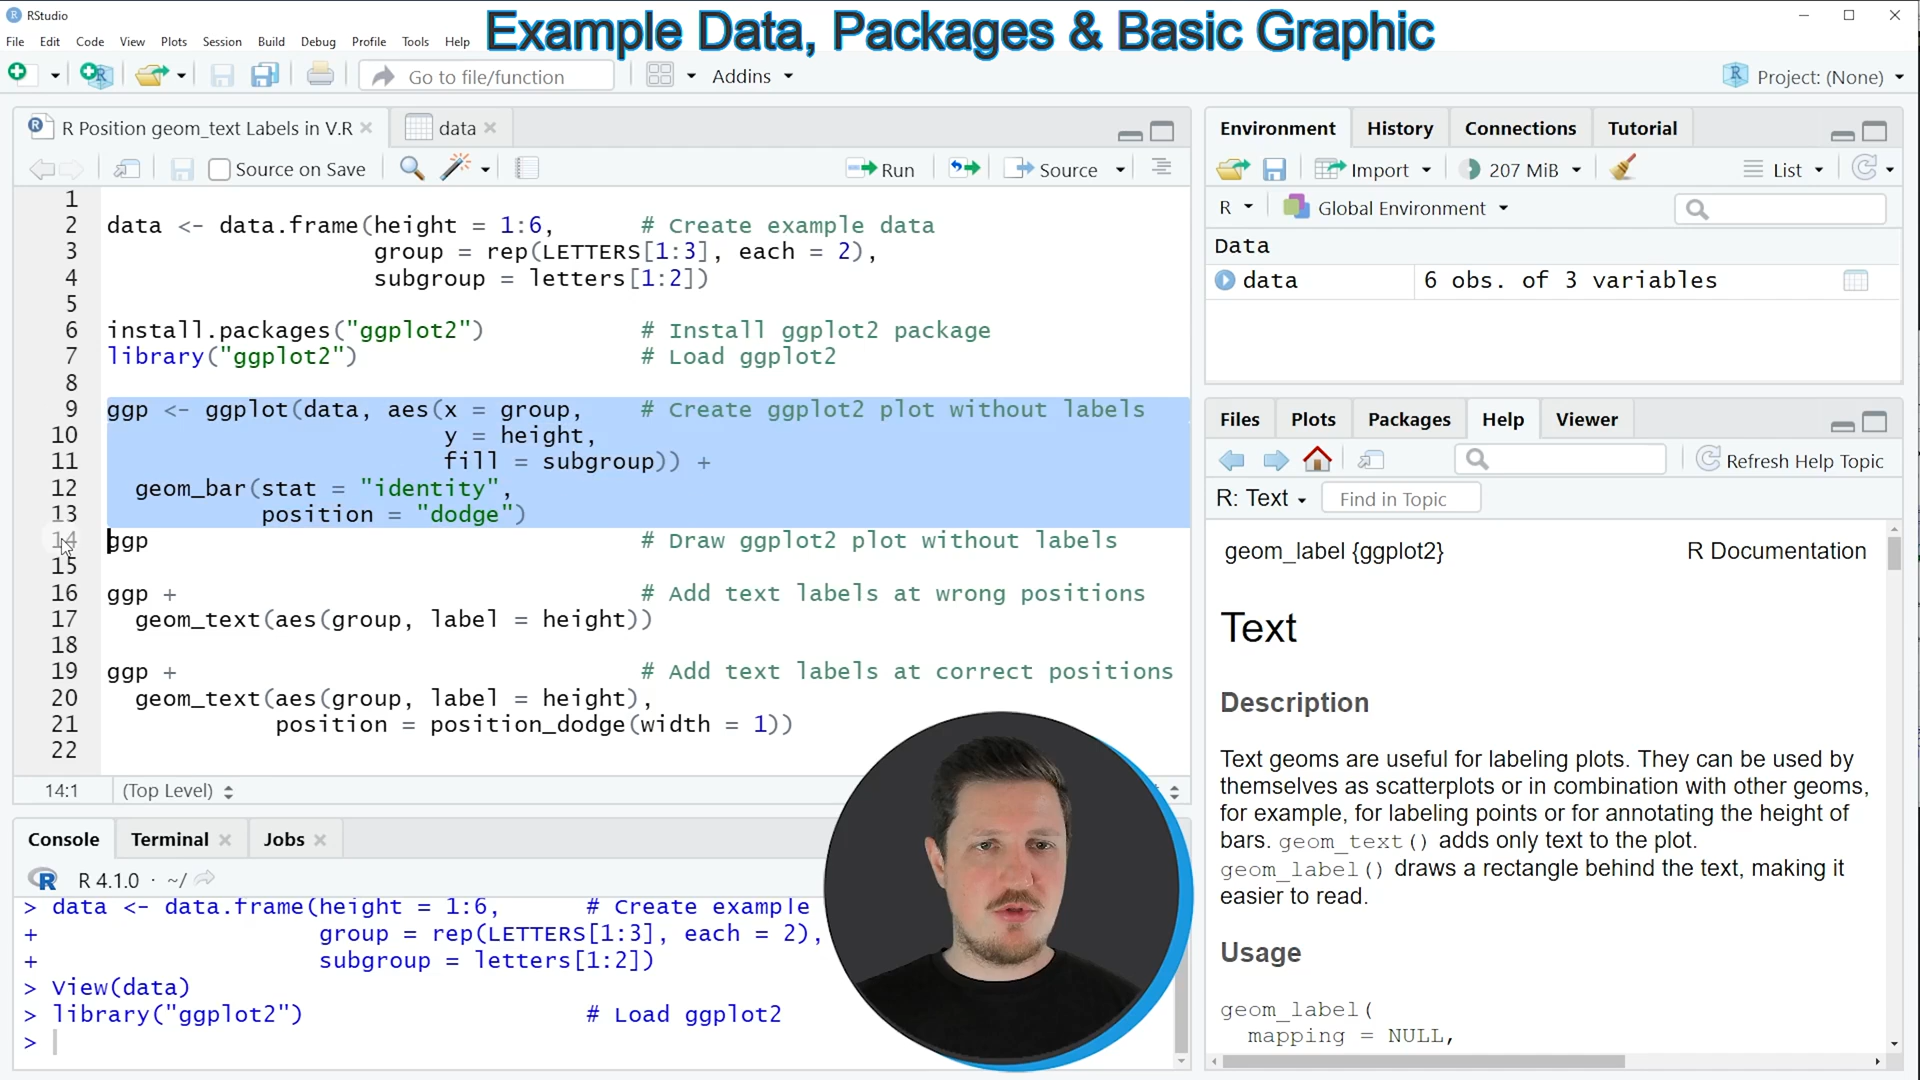 RStudio
Example Data, Packages & Basic Graphic
File Edit Code View Plots Session Build Debug Profile Tools Help
Go to file/function
Addins
Project: (None)
R Position geom_text Labels in V.R
data
Source on Save
Run
Source
1
2 data <- data.frame(height = 1:6, # Create example data
3 group = rep(LETTERS[1:3], each = 2),
4 subgroup = letters[1:2])
5
6 install.packages("ggplot2") # Install ggplot2 package
7 library("ggplot2") # Load ggplot2
8
9 ggp <- ggplot(data, aes(x = group, # Create ggplot2 plot without labels
10 y = height,
11 fill = subgroup)) +
12 geom_bar(stat = "identity",
13 position = "dodge")
14 ggp # Draw ggplot2 plot without labels
15
16 ggp + # Add text labels at wrong positions
17 geom_text(aes(group, label = height))
18
19 ggp + # Add text labels at correct positions
20 geom_text(aes(group, label = height),
21 position = position_dodge(width = 1))
22
14:1 (Top Level)
Console Terminal Jobs
R 4.1.0 · ~/
> data <- data.frame(height = 1:6, # Create example
+ group = rep(LETTERS[1:3], each = 2),
+ subgroup = letters[1:2])
> View(data)
> library("ggplot2") # Load ggplot2
>
Environment History Connections Tutorial
Import 207 MiB List
R Global Environment
Data
data 6 obs. of 3 variables
Files Plots Packages Help Viewer
Refresh Help Topic
R: Text Find in Topic
geom_label {ggplot2} R Documentation
Text
Description
Text geoms are useful for labeling plots. They can be used by
themselves as scatterplots or in combination with other geoms,
for example, for labeling points or for annotating the height of
bars. geom_text() adds only text to the plot.
geom_label() draws a rectangle behind the text, making it
easier to read.
Usage
geom_label(
mapping = NULL,